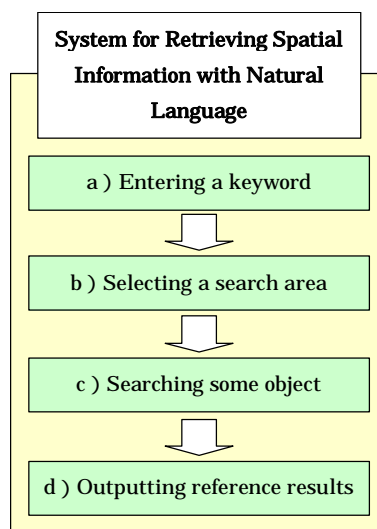 System for Retrieving Spatial
Information with Natural
Language
a ) Entering a keyword
b ) Selecting a search area
c ) Searching some object
d ) Outputting reference results